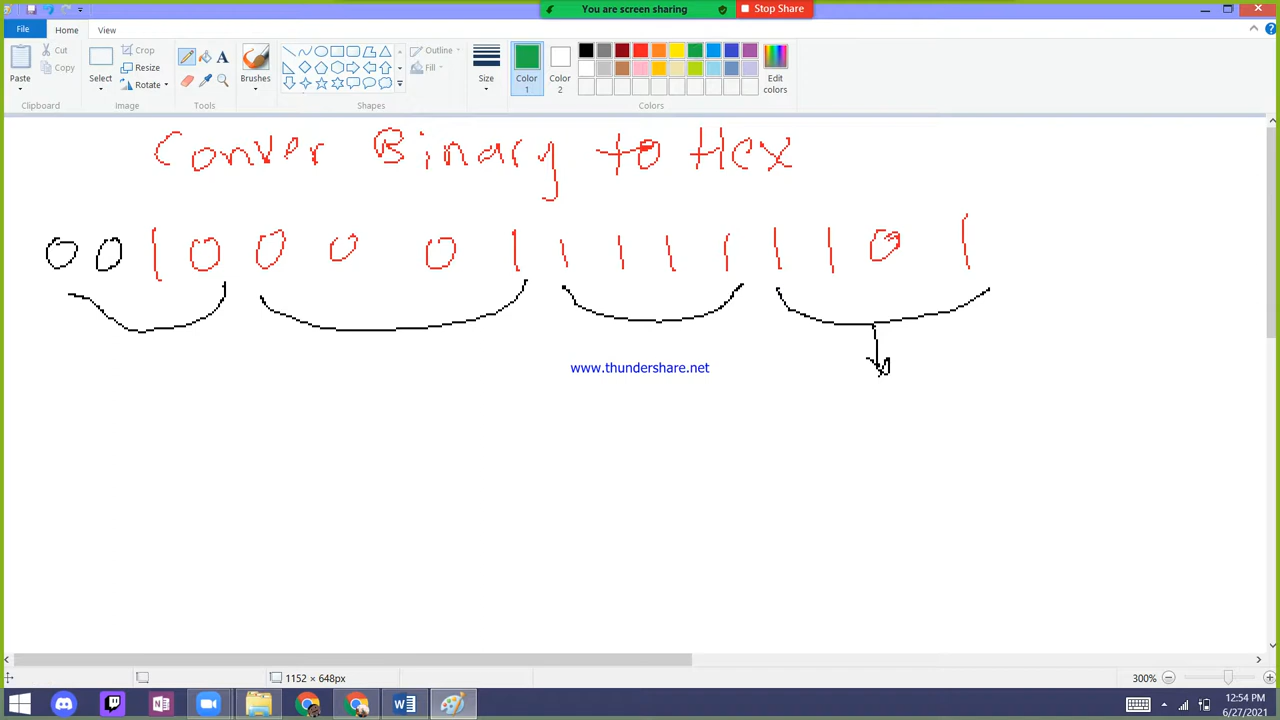 You are screen sharing Stop Share
File Home View
Paste Cut Copy Select Crop Resize Rotate Brushes Outline Fill Size Color 1 Color 2 Edit colors
Clipboard Image Tools Shapes Colors
Conver Binary to Hex
0 0 1 0 0 0 0 1 1 1 1 1 1 1 0 1
www.thundershare.net
1152 × 648px 300%
12:54 PM
6/27/2021